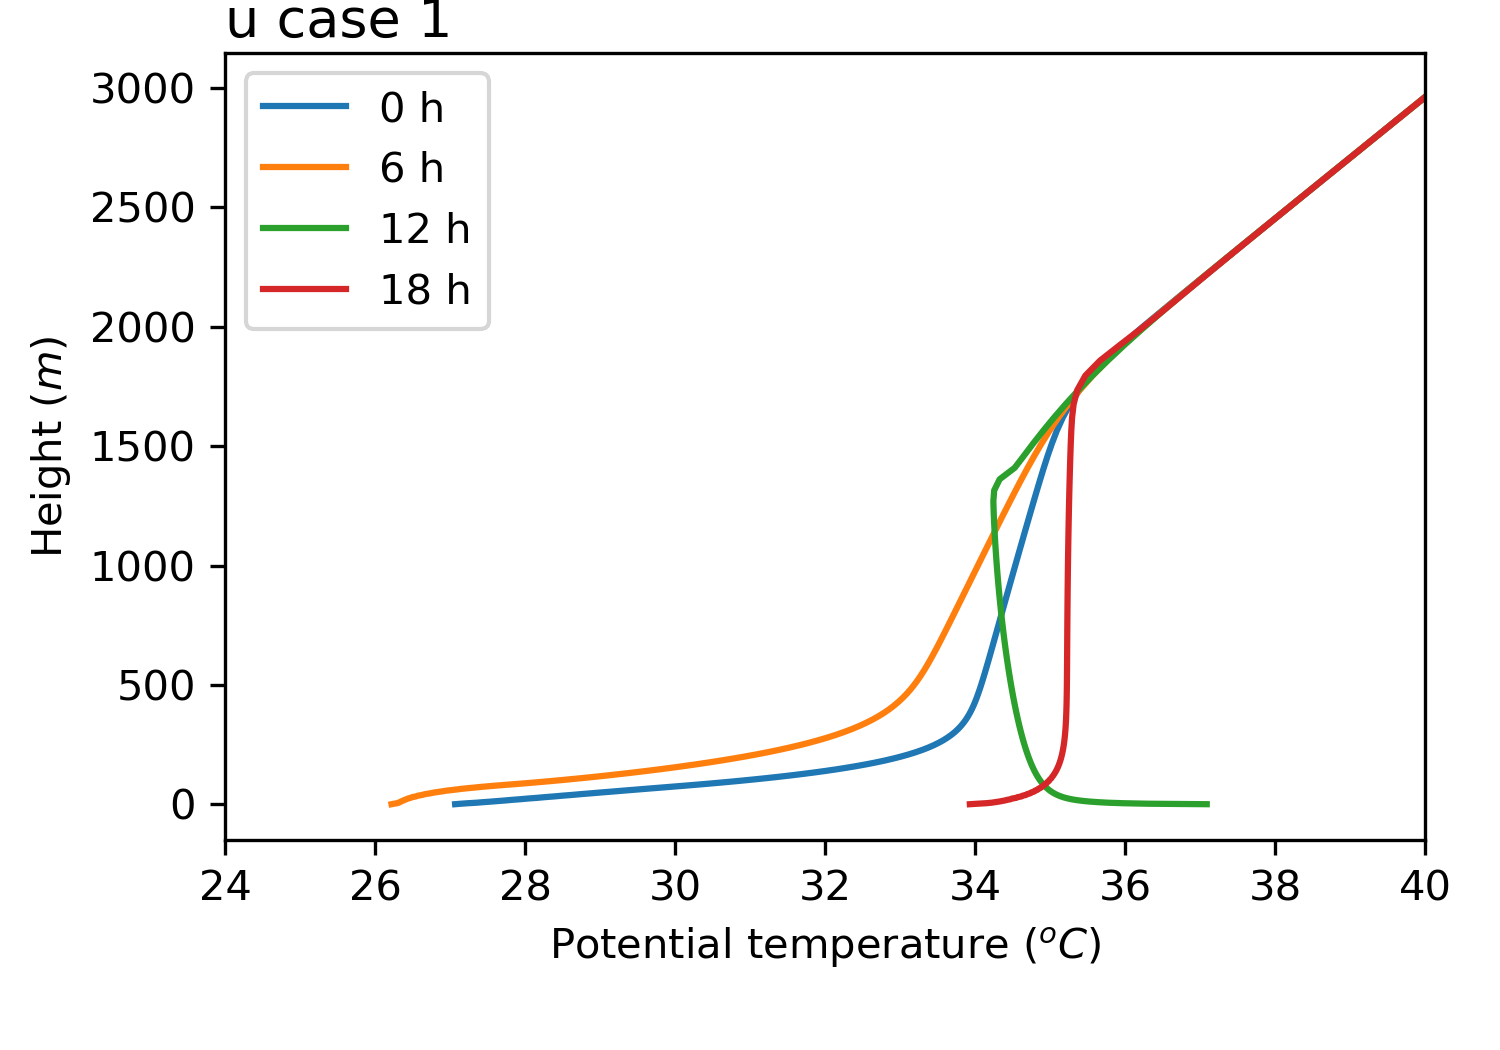 u case 1
3000
2500
2000
1500
1000
500
0
Height (m)
0 h
6 h
12 h
18 h
24 26 28 30 32 34 36 38 40
Potential temperature (°C)